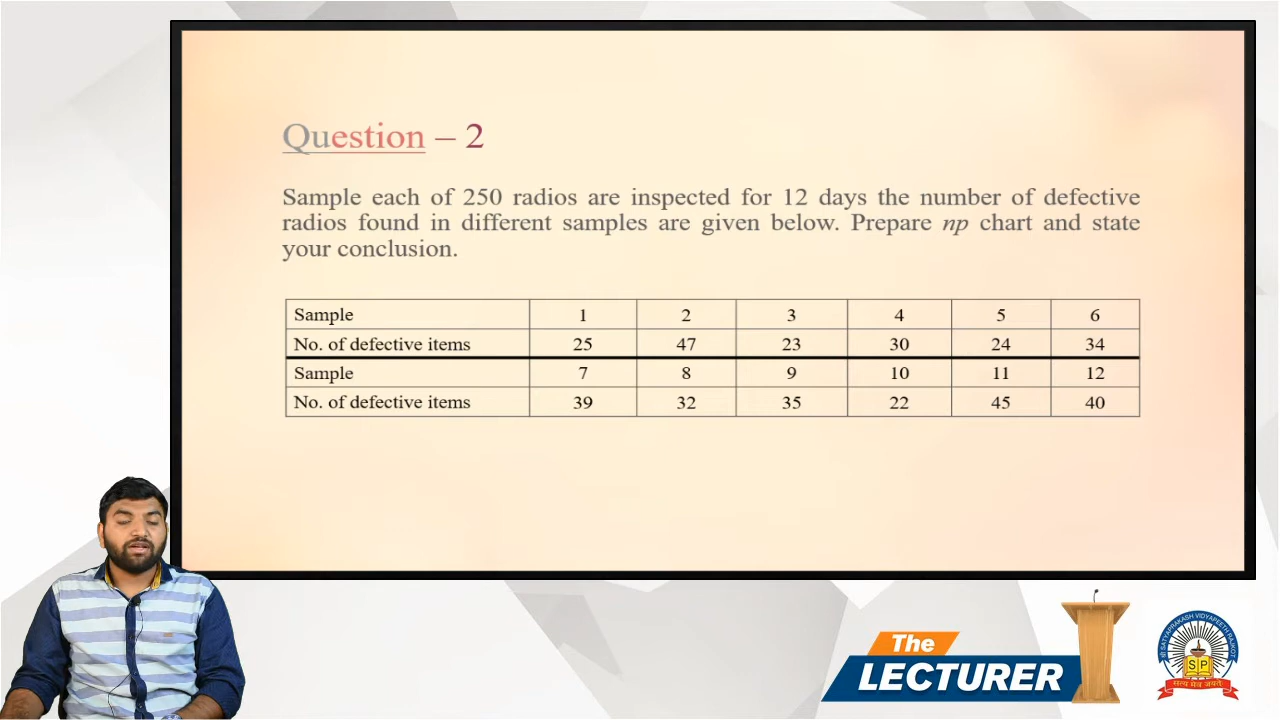 Question – 2
Sample each of 250 radios are inspected for 12 days the number of defective
radios found in different samples are given below. Prepare np chart and state
your conclusion.
Sample 1 2 3 4 5 6
No. of defective items 25 47 23 30 24 34
Sample 7 8 9 10 11 12
No. of defective items 39 32 35 22 45 40
The
LECTURER
SP
सत्य मेव जयते